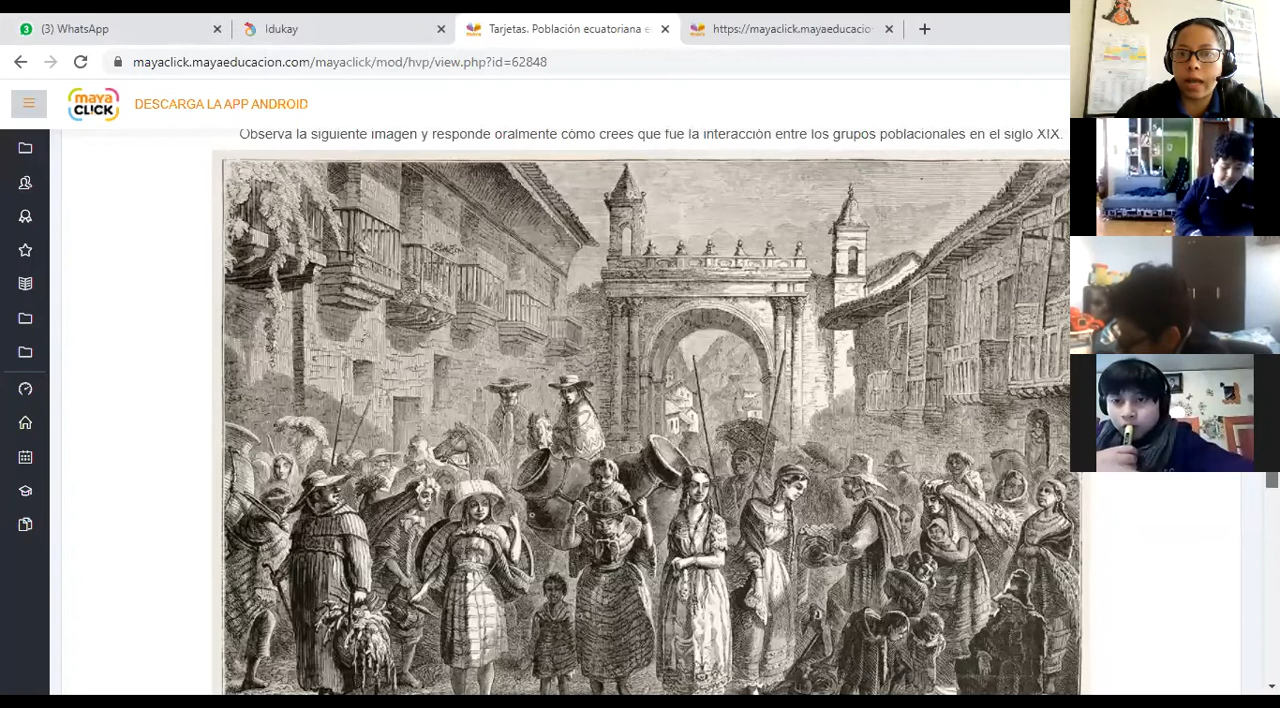 (3) WhatsApp
Idukay
Tarjetas. Población ecuatoriana e
https://mayaclick.mayaeducacio
mayaclick.mayaeducacion.com/mayaclick/mod/hvp/view.php?id=62848
maya CLICK
DESCARGA LA APP ANDROID
Observa la siguiente imagen y responde oralmente cómo crees que fue la interacción entre los grupos poblacionales en el siglo XIX.